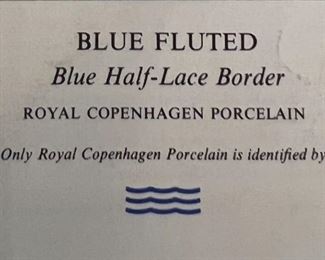 BLUE FLUTED
Blue Half-Lace Border
ROYAL COPENHAGEN PORCELAIN
Only Royal Copenhagen Porcelain is identified by